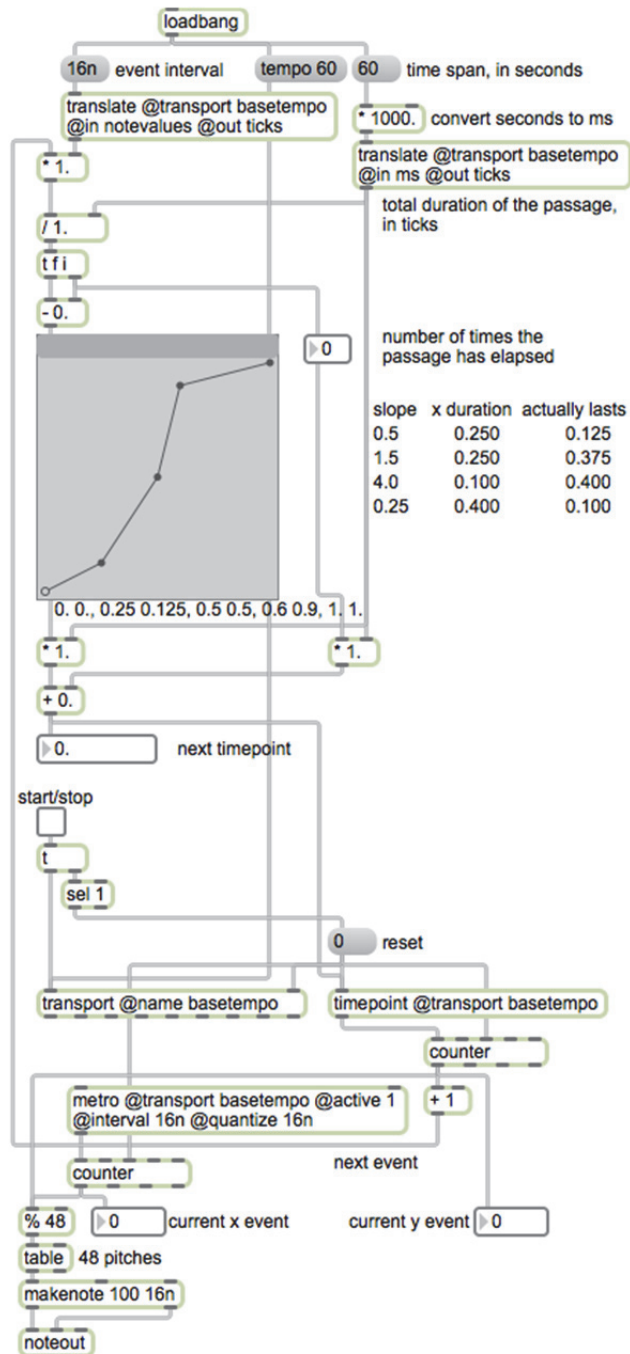 loadbang
16n event interval
tempo 60
60 time span, in seconds
translate @transport basetempo
@in notevalues @out ticks
* 1000. convert seconds to ms
translate @transport basetempo
@in ms @out ticks
* 1.
total duration of the passage,
in ticks
/ 1.
t f i
- 0.
0
number of times the
passage has elapsed
slope x duration actually lasts
0.5 0.250 0.125
1.5 0.250 0.375
4.0 0.100 0.400
0.25 0.400 0.100
0. 0., 0.25 0.125, 0.5 0.5, 0.6 0.9, 1. 1.
* 1.
* 1.
+ 0.
0. next timepoint
start/stop
t
sel 1
0 reset
transport @name basetempo
timepoint @transport basetempo
counter
metro @transport basetempo @active 1
@interval 16n @quantize 16n
+ 1
next event
counter
% 48
0 current x event
current y event 0
table 48 pitches
makenote 100 16n
noteout